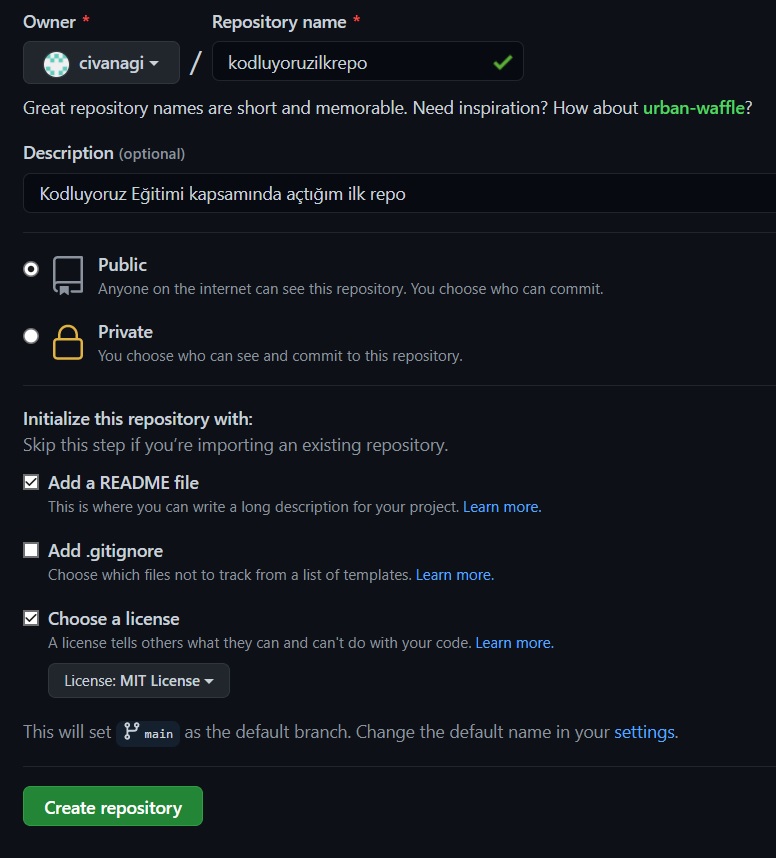 Owner *
Repository name *
civanagi / kodluyoruzilkrepo
Great repository names are short and memorable. Need inspiration? How about urban-waffle?
Description (optional)
Kodluyoruz Eğitimi kapsamında açtığım ilk repo
Public
Anyone on the internet can see this repository. You choose who can commit.
Private
You choose who can see and commit to this repository.
Initialize this repository with:
Skip this step if you're importing an existing repository.
Add a README file
This is where you can write a long description for your project. Learn more.
Add .gitignore
Choose which files not to track from a list of templates. Learn more.
Choose a license
A license tells others what they can and can't do with your code. Learn more.
License: MIT License
This will set main as the default branch. Change the default name in your settings.
Create repository